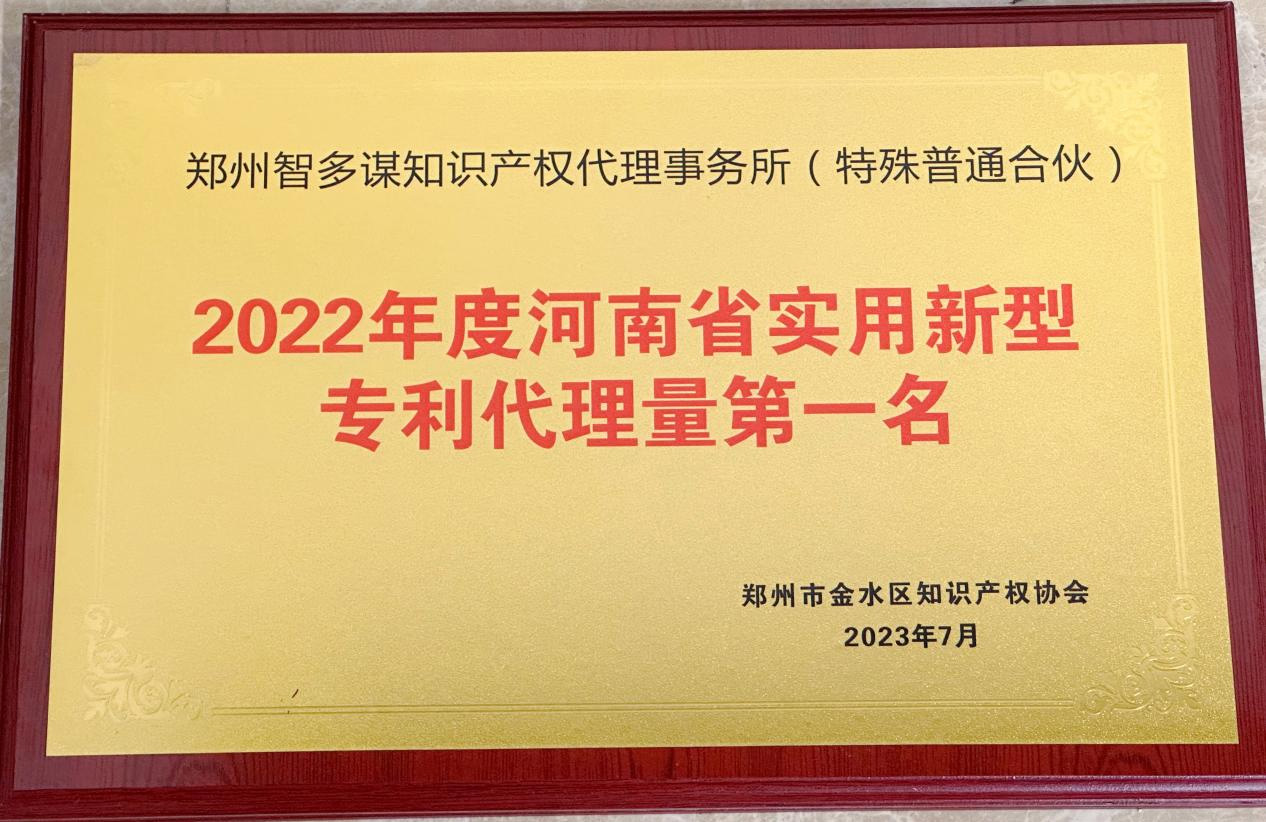 郑州智多谋知识产权代理事务所（特殊普通合伙）
2022年度河南省实用新型
专利代理量第一名
郑州市金水区知识产权协会
2023年7月